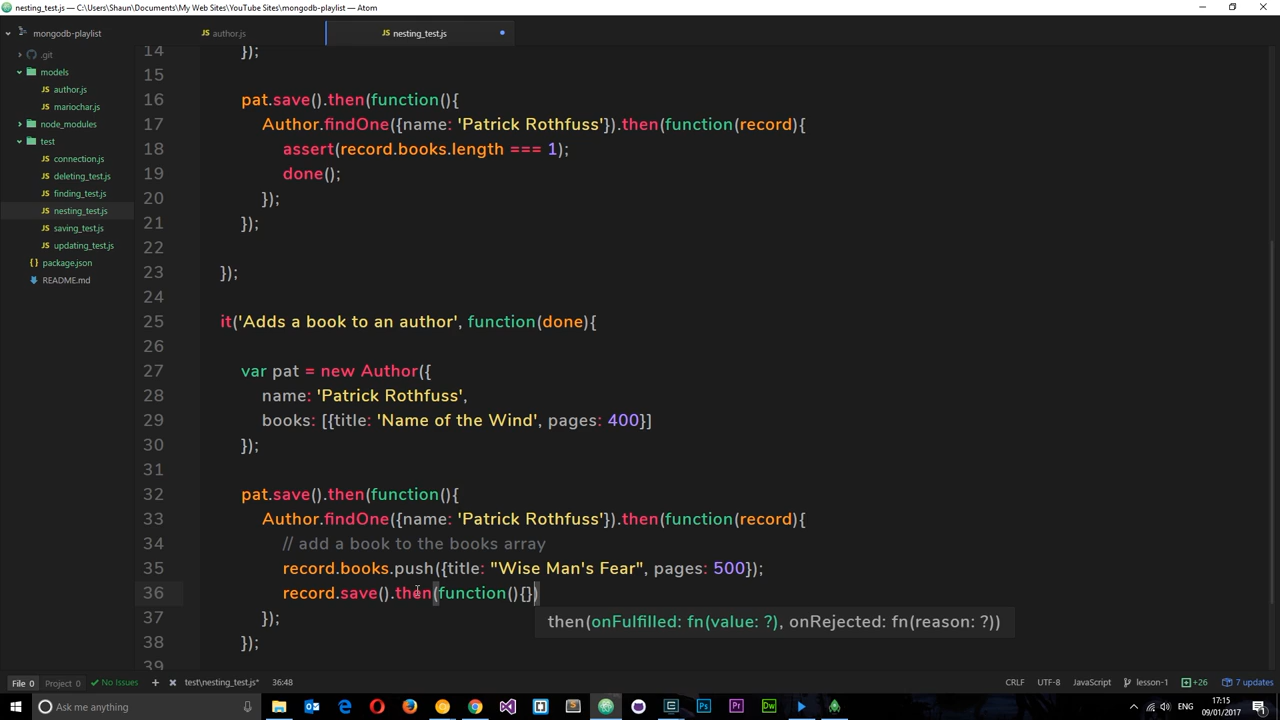 nesting_test.js — C:\Users\Shaun\Documents\My Web Sites\YouTube Sites\mongodb-playlist — Atom
mongodb-playlist
author.js
nesting_test.js
.git
models
JS author.js
JS mariochar.js
node_modules
test
JS connection.js
JS deleting_test.js
JS finding_test.js
JS nesting_test.js
JS saving_test.js
JS updating_test.js
{} package.json
README.md
14 });
15
16 pat.save().then(function(){
17 Author.findOne({name: 'Patrick Rothfuss'}).then(function(record){
18 assert(record.books.length === 1);
19 done();
20 });
21 });
22
23 });
24
25 it('Adds a book to an author', function(done){
26
27 var pat = new Author({
28 name: 'Patrick Rothfuss',
29 books: [{title: 'Name of the Wind', pages: 400}]
30 });
31
32 pat.save().then(function(){
33 Author.findOne({name: 'Patrick Rothfuss'}).then(function(record){
34 // add a book to the books array
35 record.books.push({title: "Wise Man's Fear", pages: 500});
36 record.save().then(function(){})
then(onFulfilled: fn(value: ?), onRejected: fn(reason: ?))
37 });
38 });
39
File 0 Project 0 No Issues + test\nesting_test.js* 36:48 CRLF UTF-8 JavaScript lesson-1 +26 7 updates
Ask me anything
ENG
17:15
09/01/2017